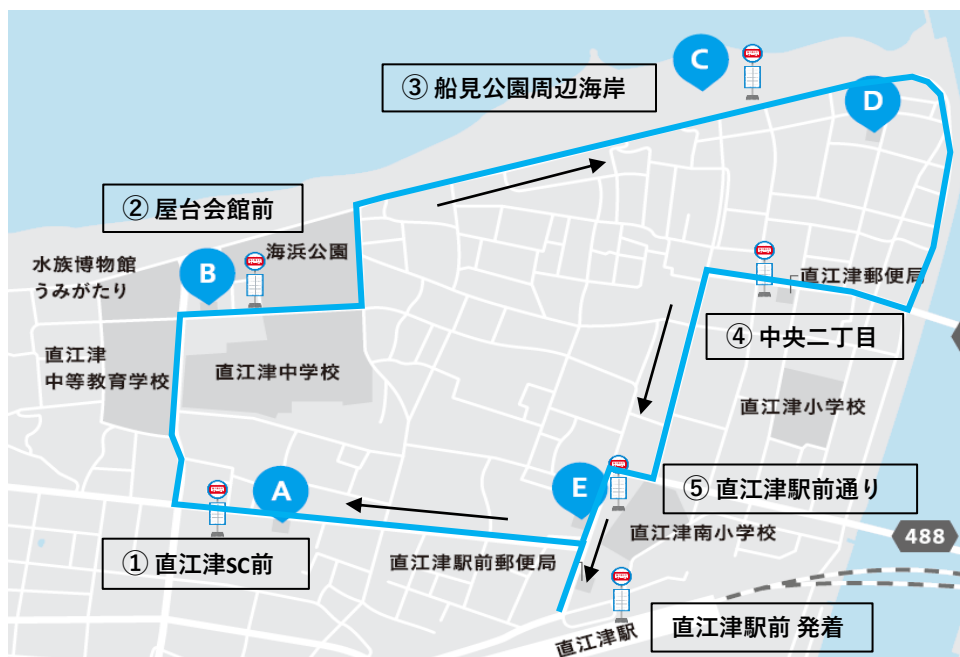 C
③ 船見公園周辺海岸
D
② 屋台会館前
海浜公園
水族博物館
うみがたり
B
直江津郵便局
④ 中央二丁目
直江津
中等教育学校
直江津中学校
直江津小学校
A
E
⑤ 直江津駅前通り
直江津南小学校
488
① 直江津SC前
直江津駅前郵便局
直江津駅
直江津駅前 発着